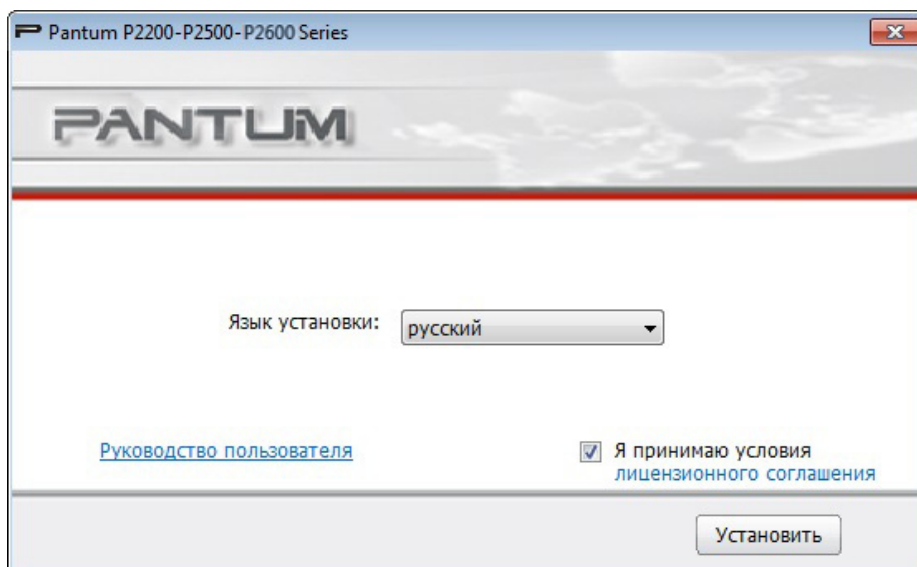 Pantum P2200-P2500-P2600 Series
PANTUM
Язык установки: русский
Руководство пользователя
Я принимаю условия
лицензионного соглашения
Установить